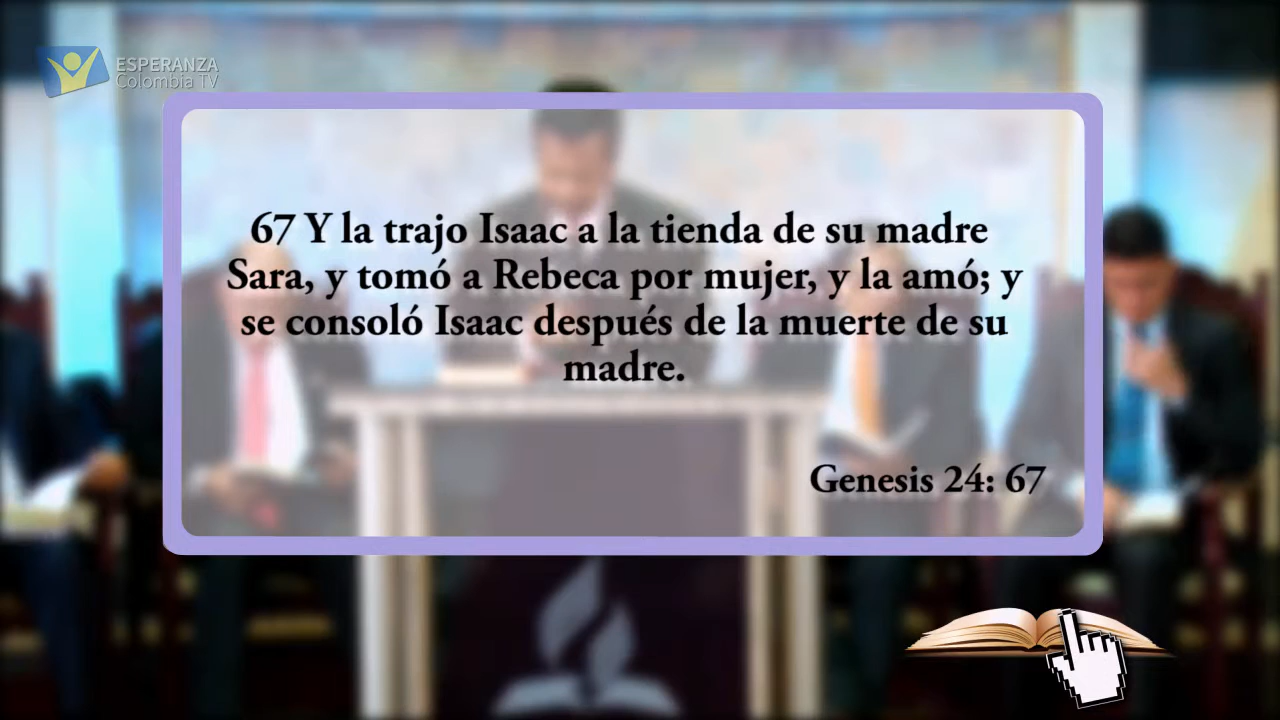 ESPERANZA
Colombia TV
67 Y la trajo Isaac a la tienda de su madre
Sara, y tomó a Rebeca por mujer, y la amó; y
se consoló Isaac después de la muerte de su
madre.
Genesis 24: 67